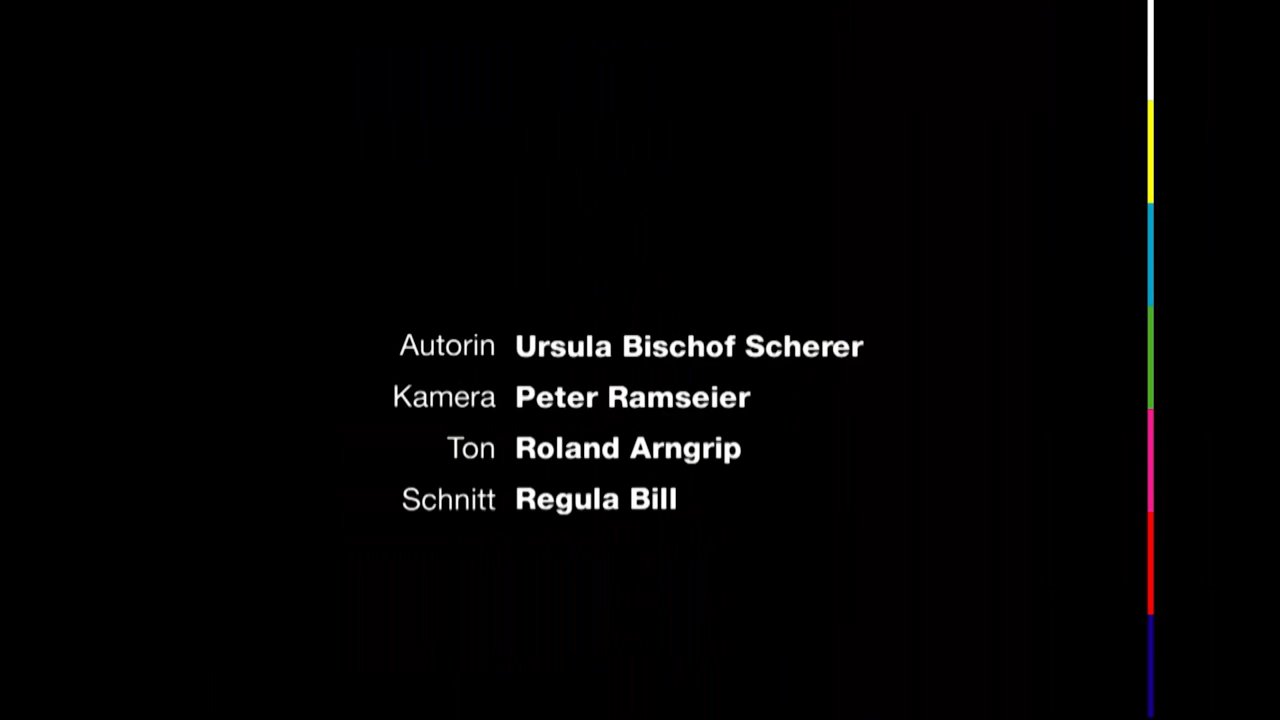 Autorin Ursula Bischof Scherer
Kamera Peter Ramseier
Ton Roland Arngrip
Schnitt Regula Bill